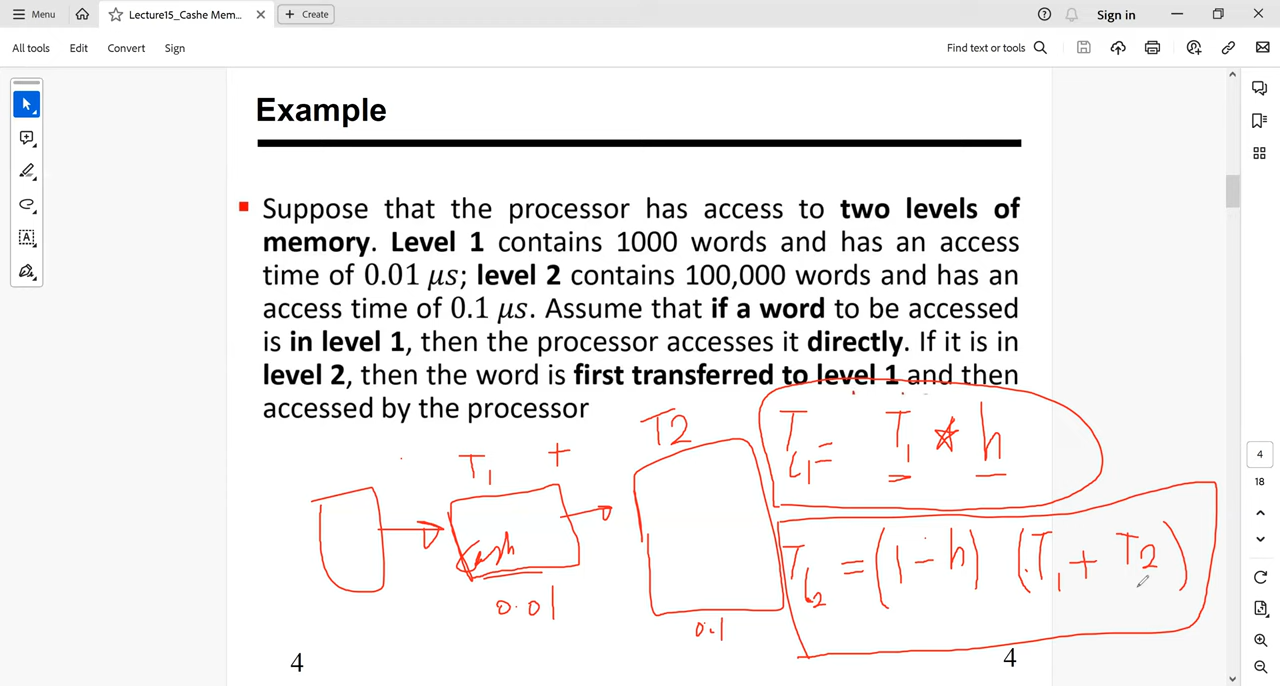 Menu Lecture15_Cashe Mem... Create Sign in
All tools Edit Convert Sign Find text or tools
Example
Suppose that the processor has access to two levels of
memory. Level 1 contains 1000 words and has an access
time of 0.01 μs; level 2 contains 100,000 words and has an
access time of 0.1 μs. Assume that if a word to be accessed
is in level 1, then the processor accesses it directly. If it is in
level 2, then the word is first transferred to level 1 and then
accessed by the processor
T1 + T2
TL1 = T1 * h
Cash
0.01
0.1
TL2 = (1 - h) (T1 + T2)
4
4
4
18